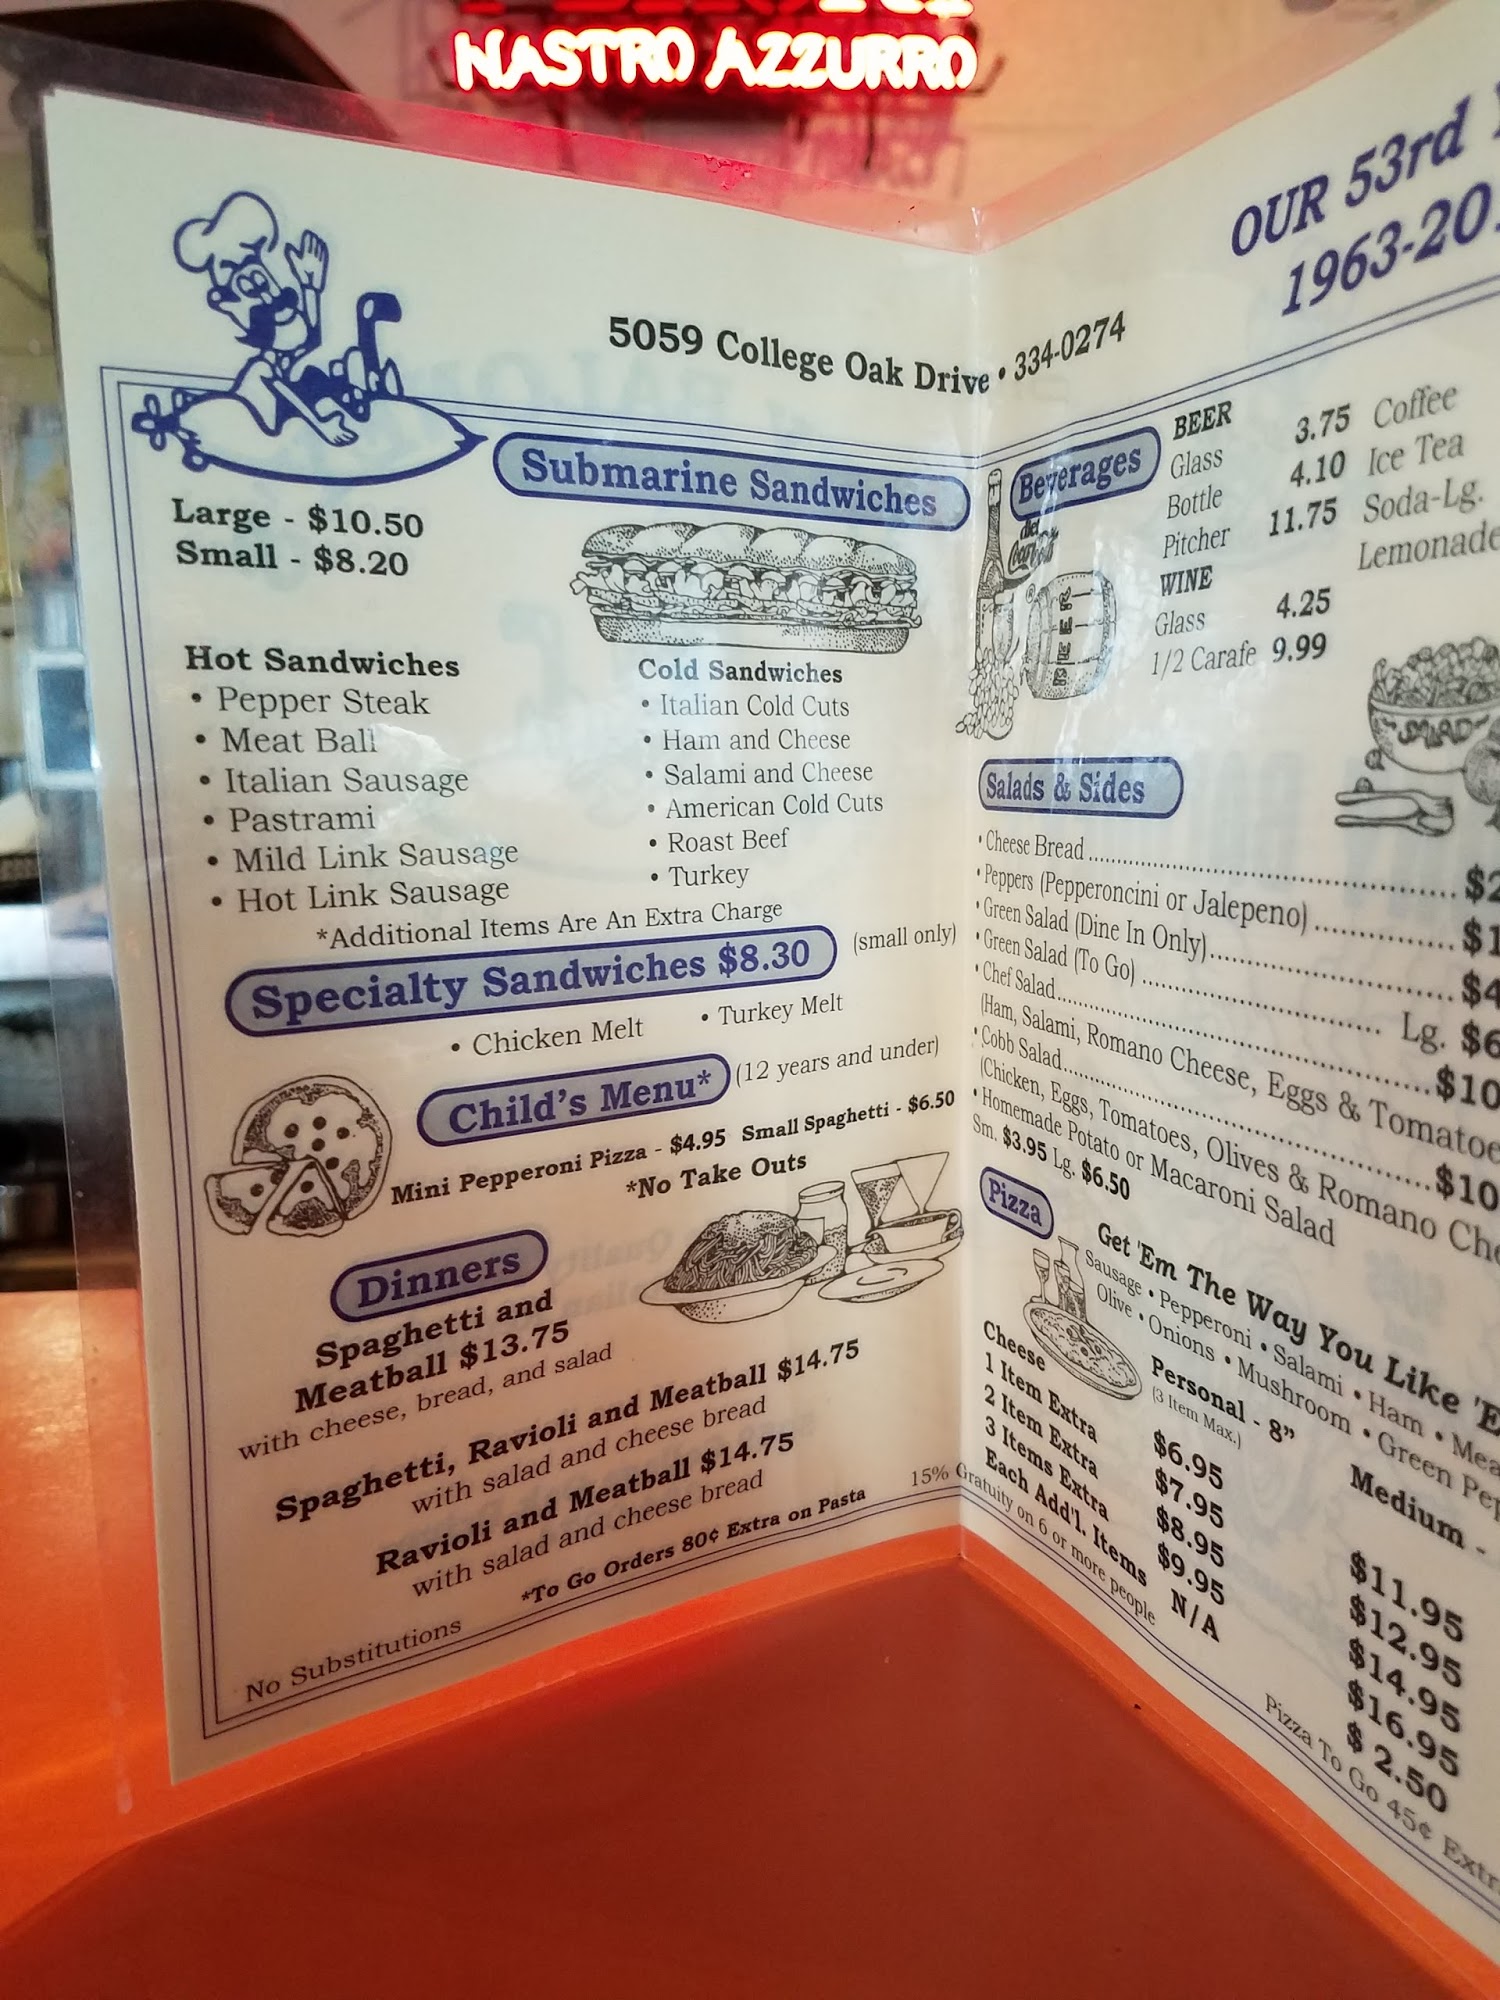 NASTRO AZZURRO
OUR 53rd
1963-20
5059 College Oak Drive • 334-0274
Submarine Sandwiches
Large - $10.50
Small - $8.20
Hot Sandwiches
• Pepper Steak
• Meat Ball
• Italian Sausage
• Pastrami
• Mild Link Sausage
• Hot Link Sausage
Cold Sandwiches
• Italian Cold Cuts
• Ham and Cheese
• Salami and Cheese
• American Cold Cuts
• Roast Beef
• Turkey
*Additional Items Are An Extra Charge
Specialty Sandwiches $8.30 (small only)
• Chicken Melt • Turkey Melt
Child's Menu* (12 years and under)
Mini Pepperoni Pizza - $4.95 Small Spaghetti - $6.50
*No Take Outs
Dinners
Spaghetti and
Meatball $13.75
with cheese, bread, and salad
Spaghetti, Ravioli and Meatball $14.75
with salad and cheese bread
Ravioli and Meatball $14.75
with salad and cheese bread
*To Go Orders 80¢ Extra on Pasta
No Substitutions
Beverages
diet
Coca-Cola
BEER
BEER
Glass 3.75
Bottle 4.10
Pitcher 11.75
WINE
Glass 4.25
1/2 Carafe 9.99
Coffee
Ice Tea
Soda-Lg.
Lemonade
SALAD
Salads & Sides
• Cheese Bread ........ $2
• Peppers (Pepperoncini or Jalepeno) ........ $1
• Green Salad (Dine In Only)........ $4
• Green Salad (To Go) ........ Lg. $6
• Chef Salad........ $10
(Ham, Salami, Romano Cheese, Eggs & Tomatoe
• Cobb Salad........ $10
(Chicken, Eggs, Tomatoes, Olives & Romano Che
• Homemade Potato or Macaroni Salad
Sm. $3.95 Lg. $6.50
Pizza
Get 'Em The Way You Like 'E
Sausage • Pepperoni • Salami • Ham • Mea
Olive • Onions • Mushroom • Green Pep
Personal - 8" Medium -
(3 Item Max.)
Cheese $6.95 $11.95
1 Item Extra $7.95 $12.95
2 Item Extra $8.95 $14.95
3 Items Extra $9.95 $16.95
Each Add'l. Items N/A $ 2.50
15% Gratuity on 6 or more people
Pizza To Go 45¢ Extr